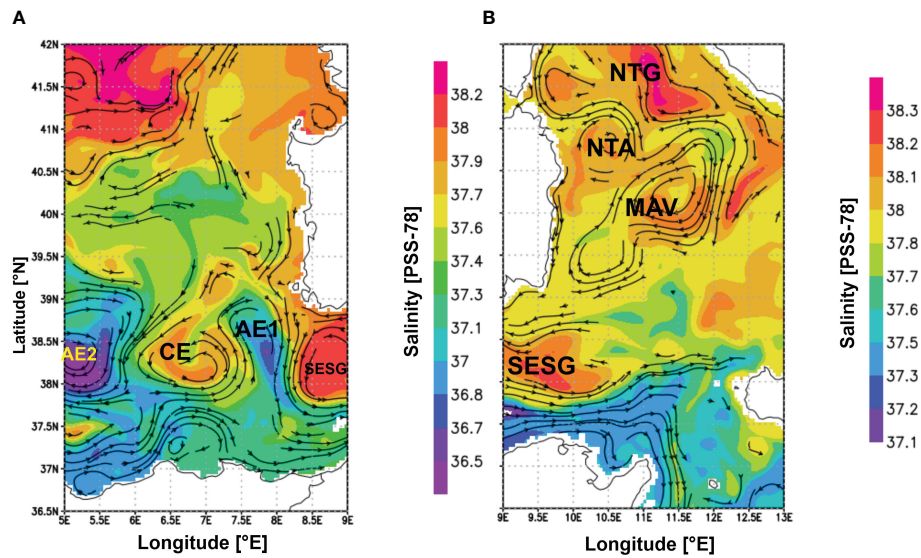 A
B
42N
41.5N
41N
40.5N
40N
39.5N
39N
38.5N
38N
37.5N
37N
36.5N
Latitude [°N]
AE2
CE
AE1
SESG
5E 5.5E 6E 6.5E 7E 7.5E 8E 8.5E 9E
Longitude [°E]
38.2
38
37.9
37.7
37.6
37.4
37.3
37.1
37
36.8
36.7
36.5
Salinity [PSS-78]
NTG
NTA
MAV
SESG
9E 9.5E 10E 10.5E 11E 11.5E 12E 12.5E 13E
Longitude [°E]
38.3
38.2
38.1
38
37.8
37.7
37.6
37.5
37.3
37.2
37.1
Salinity [PSS-78]